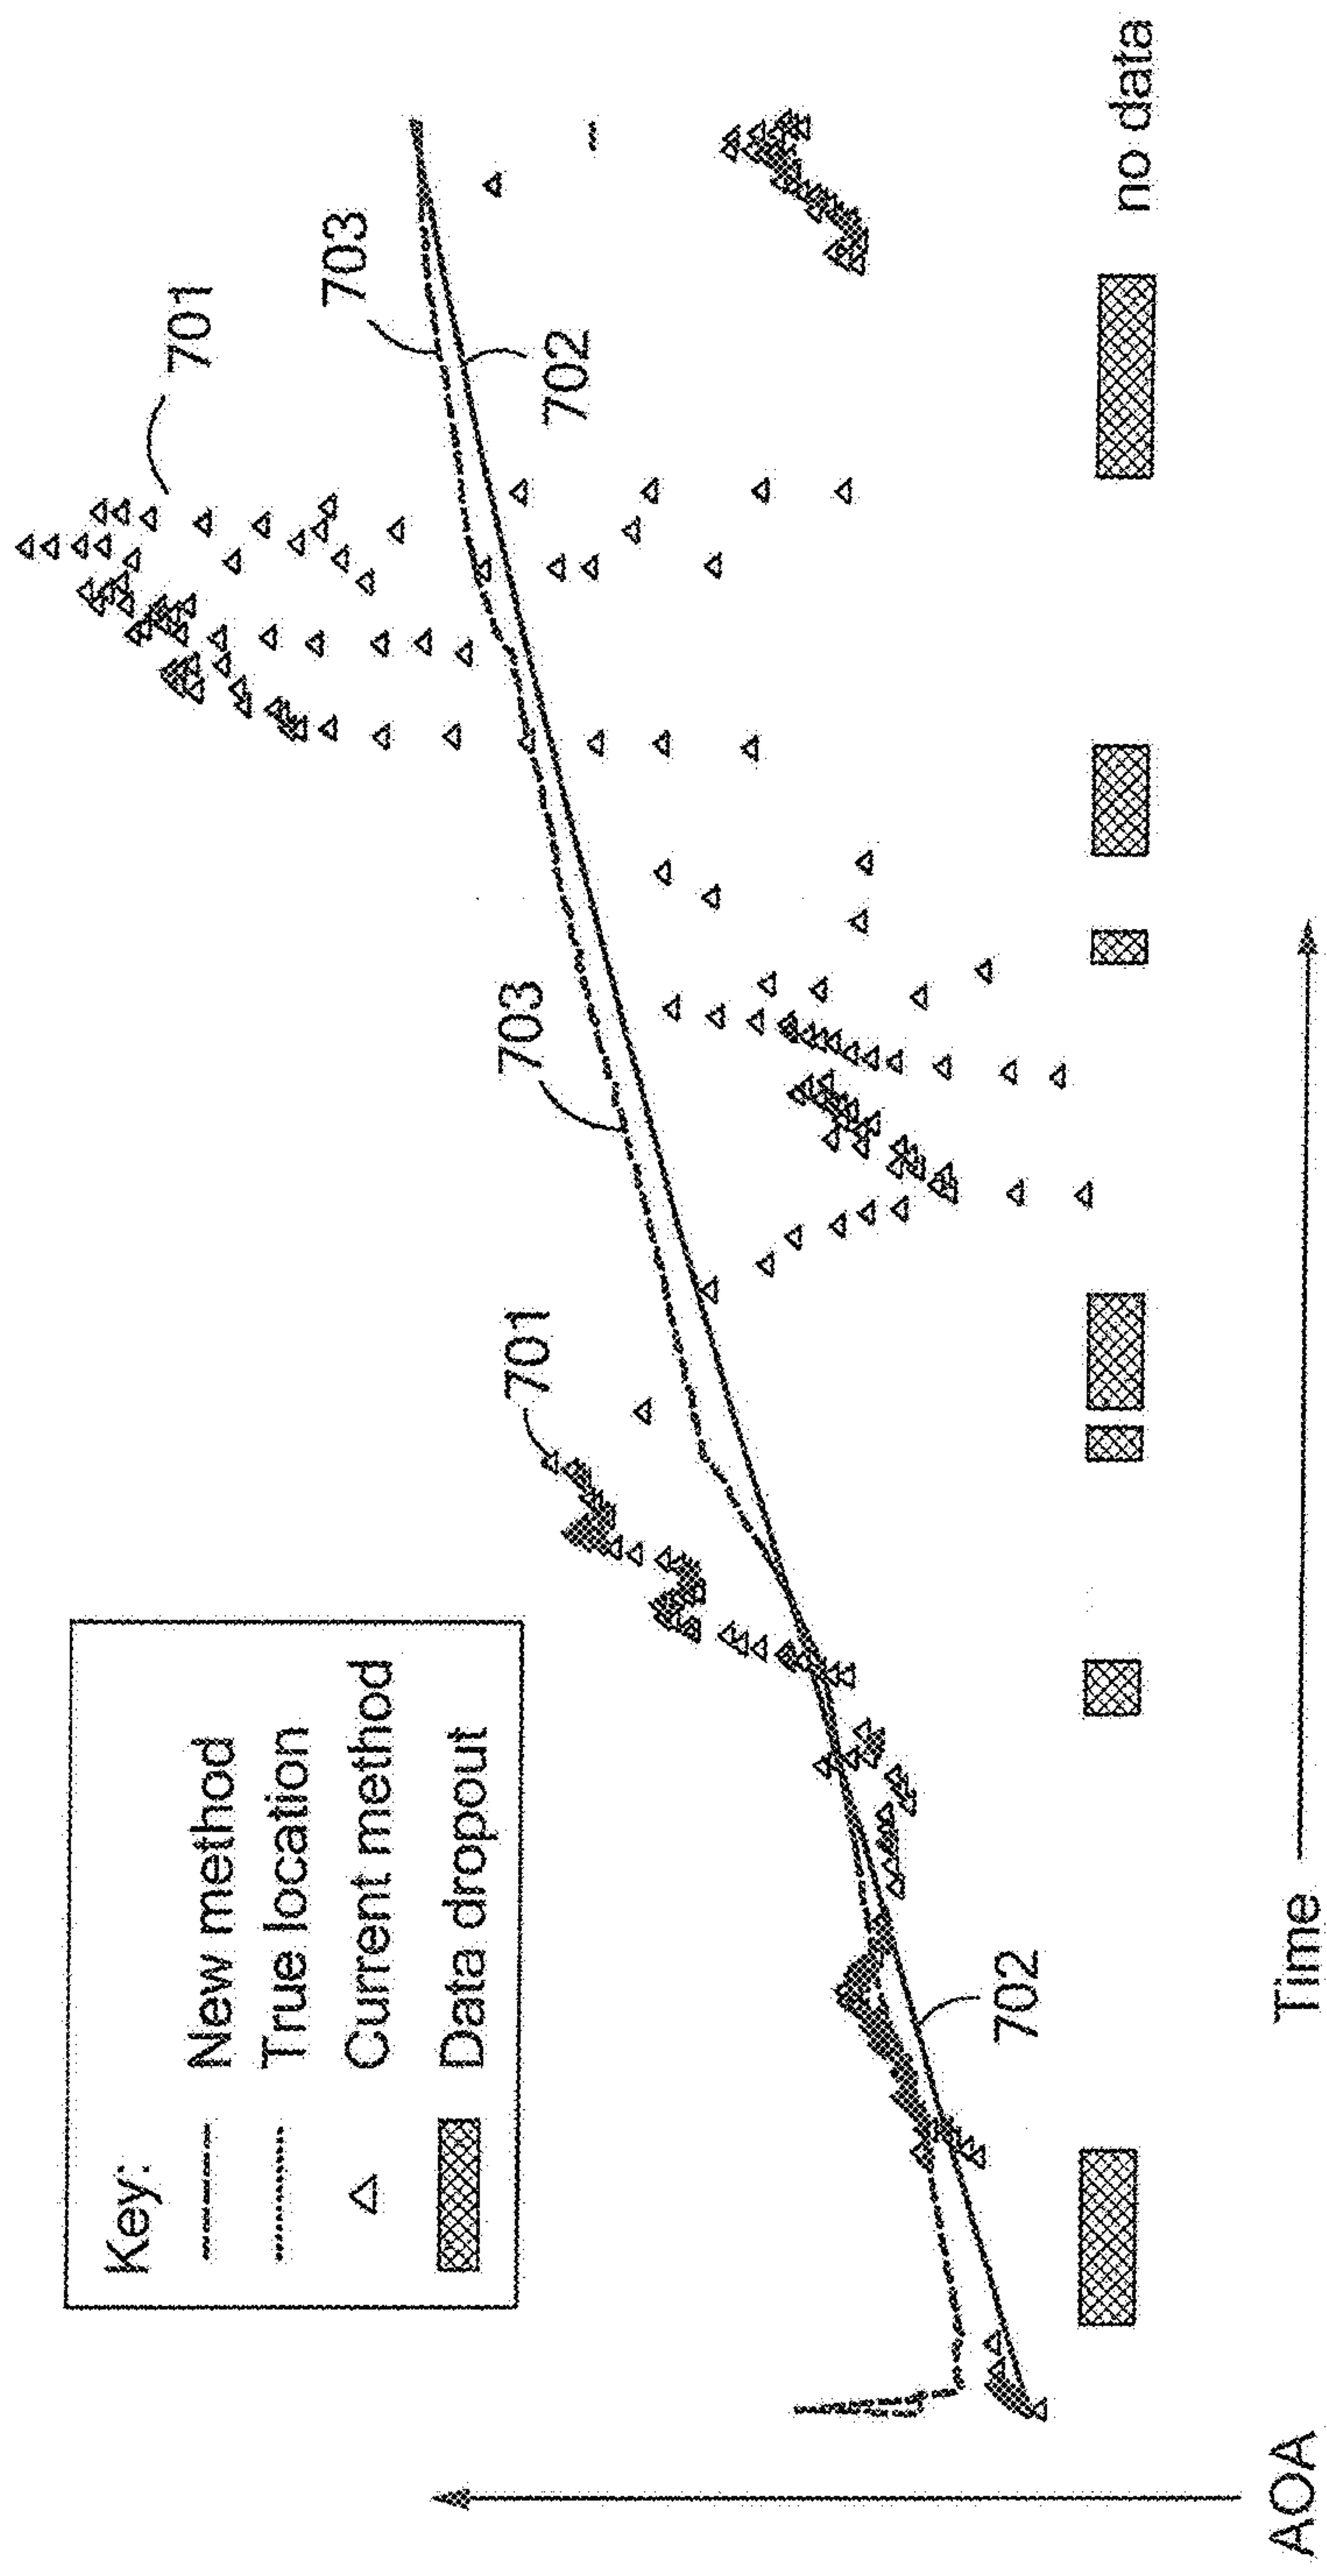 Key:
New method
True location
Current method
Data dropout
701
703
702
703
701
702
no data
AOA
Time